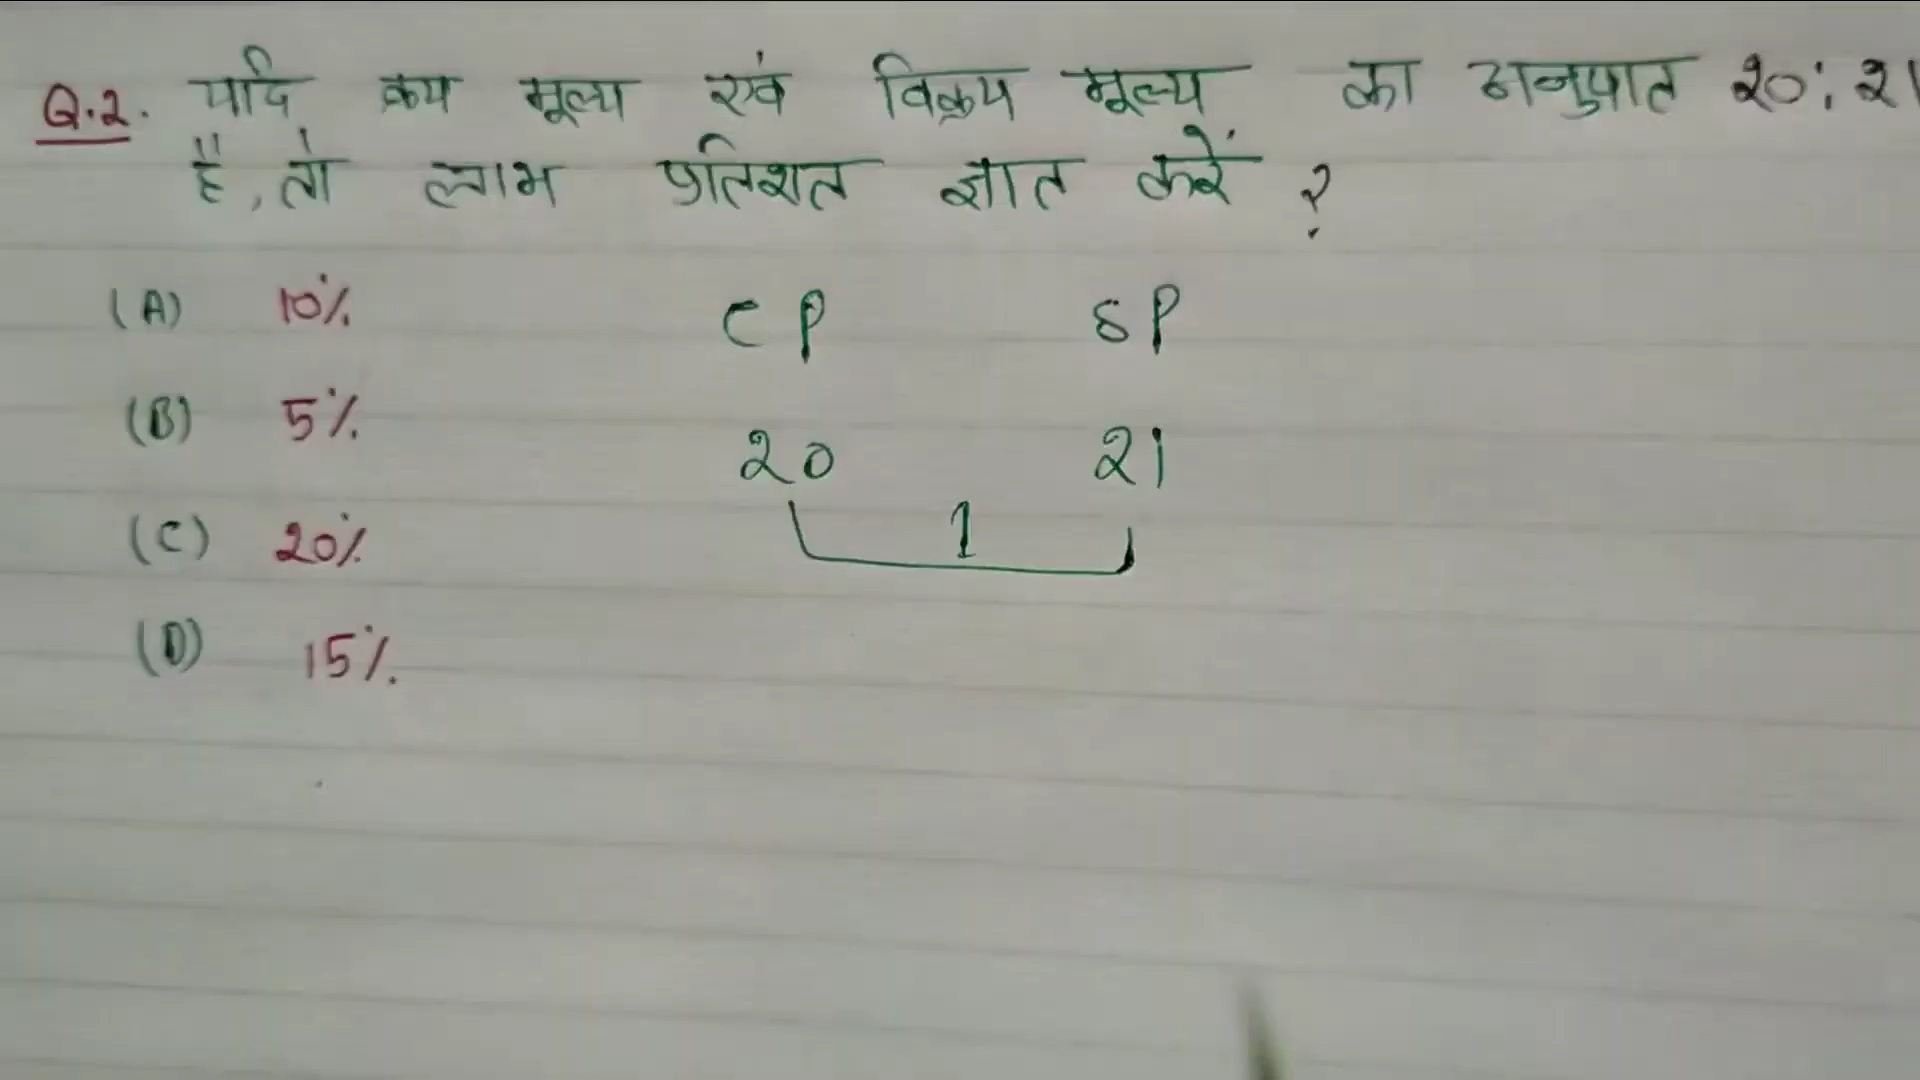 Q.2. यदि क्रय मूल्य एवं विक्रय मूल्य का अनुपात 20:21
है, तो लाभ प्रतिशत ज्ञात करें ?
(A) 10%
CP SP
(B) 5%
20 21
1
(C) 20%
(D) 15%.